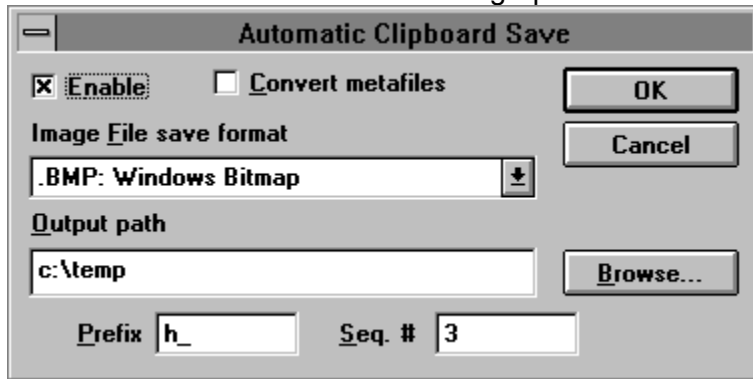 Automatic Clipboard Save
Enable Convert metafiles OK
Image File save format Cancel
.BMP: Windows Bitmap
Output path
c:\temp Browse...
Prefix h_ Seq. # 3